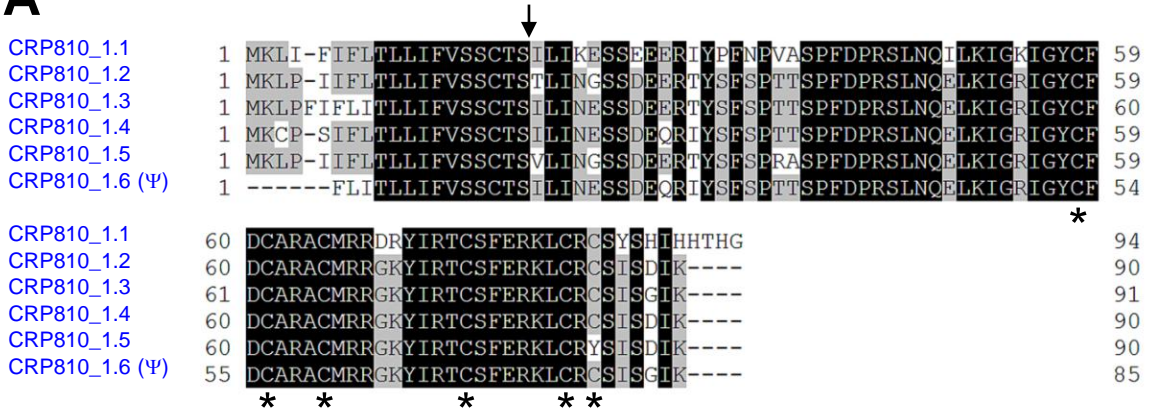 A
CRP810_1.1 1 MKLI-FIFLTLLIFVSSCTSILIKESSEEERIYPFNPVASPFDPRSLNQILKIGKIGYCF 59
CRP810_1.2 1 MKLP-IIFLTLLIFVSSCTSTLINGSSDEERTYSFSPTTSPFDPRSLNQELKIGRIGYCF 59
CRP810_1.3 1 MKLPFIFLITLLIFVSSCTSILINESSDEERTYSFSPTTSPFDPRSLNQELKIGRIGYCF 60
CRP810_1.4 1 MKCP-SIFLTLLIFVSSCTSILINESSDEQRIYSFSPTTSPFDPRSLNQELKIGRIGYCF 59
CRP810_1.5 1 MKLP-IIFLTLLIFVSSCTSVLINGSSDEERTYSFSPRASPFDPRSLNQELKIGRIGYCF 59
CRP810_1.6 (Ψ) 1 ------FLITLLIFVSSCTSILINESSDEQRIYSFSPTTSPFDPRSLNQELKIGRIGYCF 54
*
CRP810_1.1 60 DCARACMRRDRYIRTCSFERKLCRCSYSHIHHTHG 94
CRP810_1.2 60 DCARACMRRGKYIRTCSFERKLCRCSISDIK---- 90
CRP810_1.3 61 DCARACMRRGKYIRTCSFERKLCRCSISGIK---- 91
CRP810_1.4 60 DCARACMRRGKYIRTCSFERKLCRCSISDIK---- 90
CRP810_1.5 60 DCARACMRRGKYIRTCSFERKLCRYSISDIK---- 90
CRP810_1.6 (Ψ) 55 DCARACMRRGKYIRTCSFERKLCRCSISGIK---- 85
* * * * *